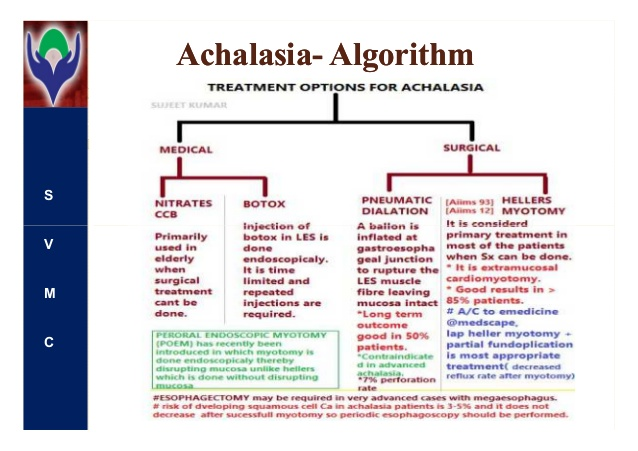 Achalasia- Algorithm
TREATMENT OPTIONS FOR ACHALASIA
SUJEET KUMAR
MEDICAL
SURGICAL
NITRATES
CCB
Primarily
used in
elderly
when
surgical
treatment
cant be
done.
BOTOX
Injection of
botox in LES is
done
endoscopicaly.
It is time
limited and
repeated
injections are
required.
PERORAL ENDOSCOPIC MYOTOMY
(POEM) has recently been
introduced in which myotomy is
done endoscopicaly thereby
disrupting mucosa unlike hellers
which is done without disrupting
mucosa
PNEUMATIC
DIALATION
A ballon is
inflated at
gastroesopha
geal junction
to rupture the
LES muscle
fibre leaving
mucosa intact
*Long term
outcome
good in 50%
patients.
*Contraindicate
d in advanced
achalasia.
*7% perforation
rate
[Aiims 93]
[Aiims 12]
HELLERS
MYOTOMY
It is considerd
primary treatment in
most of the patients
when Sx can be done.
* It is extramucosal
cardiomyotomy.
* Good results in >
85% patients.
# A/C to emedicine
@medscape,
lap heller myotomy +
partial fundoplication
is most appropriate
treatment( decreased
reflux rate after myotomy)
#ESOPHAGECTOMY may be required in very advanced cases with megaesophagus.
# risk of dveloping squamous cell Ca in achalasia patients is 3-5% and it does not
decrease after sucessfull myotomy so periodic esophagoscopy should be performed.
S
V
M
C